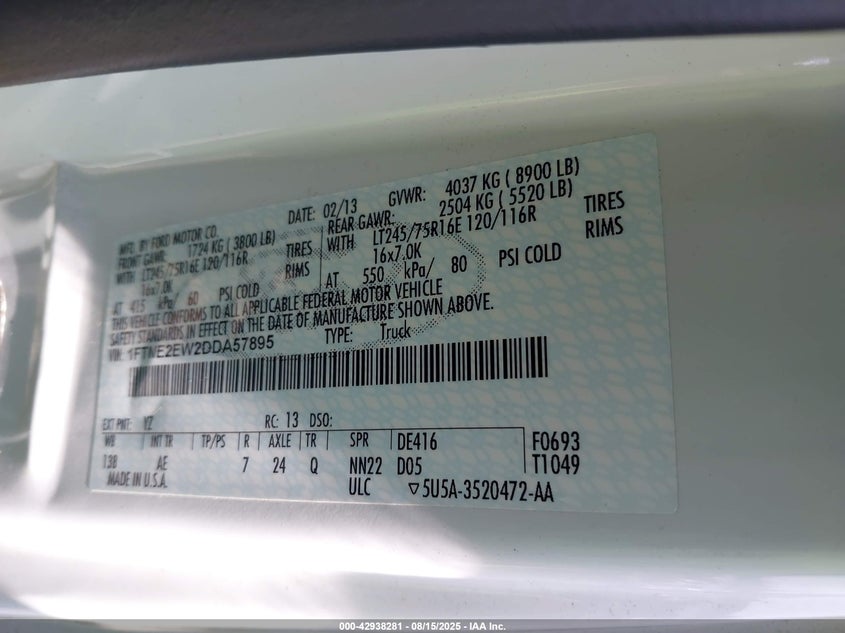 MFG. BY FORD MOTOR CO. DATE: 02/13 GVWR: 4037 KG ( 8900 LB)
FRONT GAWR: 1724 KG ( 3800 LB) REAR GAWR: 2504 KG ( 5520 LB)
WITH LT245/75R16E 120/116R TIRES WITH LT245/75R16E 120/116R TIRES
16x7.0K RIMS 16x7.0K RIMS
AT 415 kPa/ 60 PSI COLD AT 550 kPa/ 80 PSI COLD
THIS VEHICLE CONFORMS TO ALL APPLICABLE FEDERAL MOTOR VEHICLE
SAFETY STANDARDS IN EFFECT ON THE DATE OF MANUFACTURE SHOWN ABOVE.
VIN: 1FTNE2EW2DDA57895 TYPE: Truck
EXT PNT: YZ RC: 13 DSO:
WB INT TR TP/PS R AXLE TR SPR DE416 F0693
138 AE 7 24 Q NN22 D05 T1049
MADE IN U.S.A. ULC ▽5U5A-3520472-AA
000-42938281 - 08/15/2025 - IAA Inc.